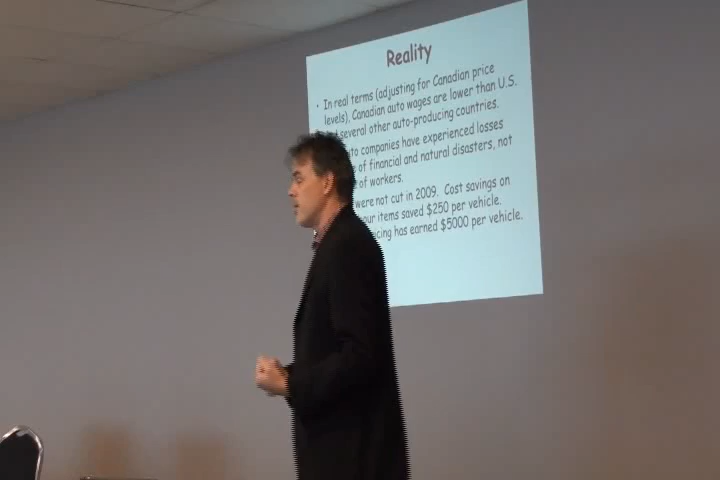 Reality
• In real terms (adjusting for Canadian price
levels), Canadian auto wages are lower than U.S.
several other auto-producing countries.
companies have experienced losses
of financial and natural disasters, not
of workers.
were not cut in 2009. Cost savings on
items saved $250 per vehicle.
has earned $5000 per vehicle.